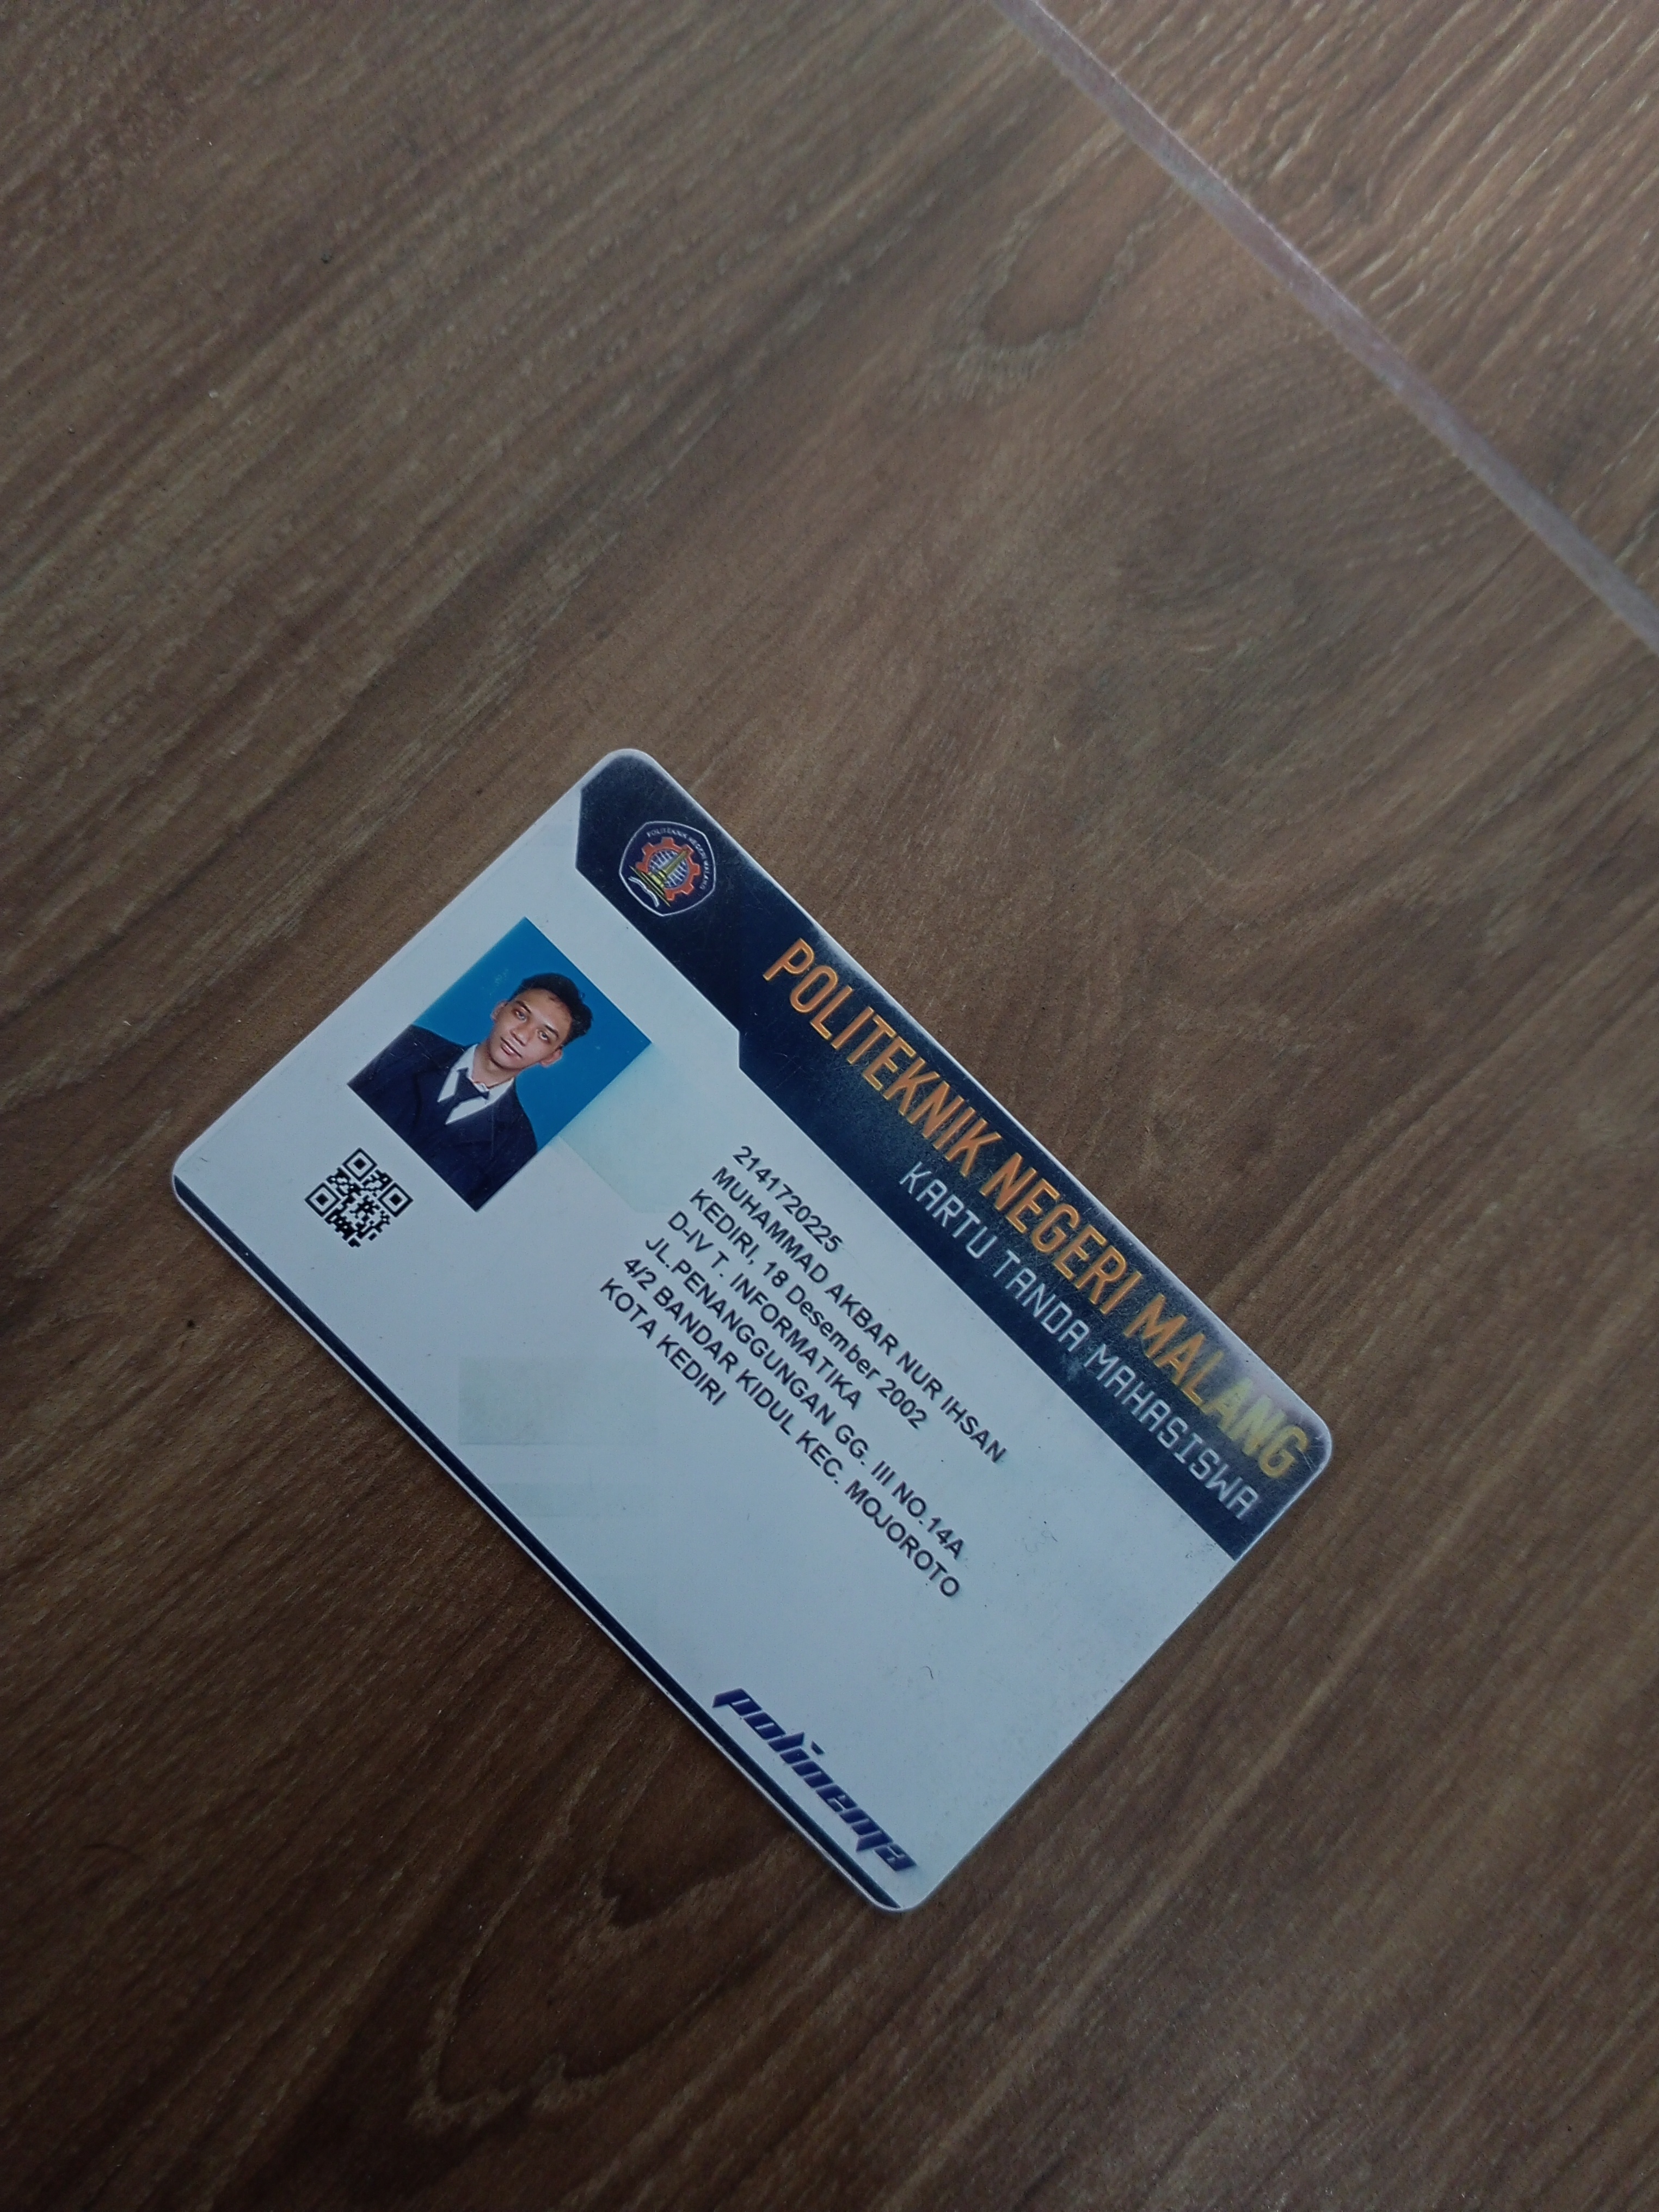 POLITEKNIK NEGERI MALANG
POLITEKNIK NEGERI MALANG
KARTU TANDA MAHASISWA
2141720225
MUHAMMAD AKBAR NUR IHSAN
KEDIRI, 18 Desember 2002
D-IV T. INFORMATIKA
JL.PENANGGUNGAN GG. III NO.14A
4/2 BANDAR KIDUL KEC. MOJOROTO
KOTA KEDIRI
polinema